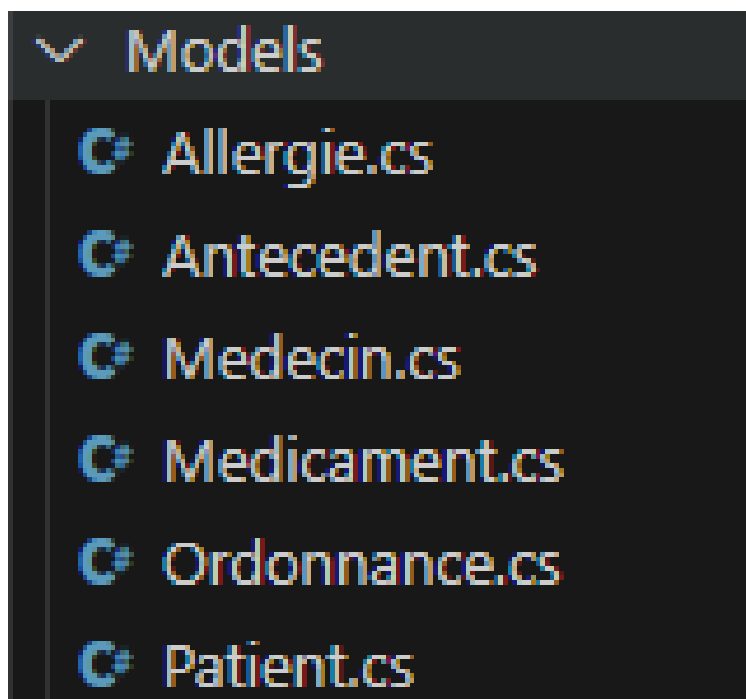 Models
C# Allergie.cs
C# Antecedent.cs
C# Medecin.cs
C# Medicament.cs
C# Ordonnance.cs
C# Patient.cs